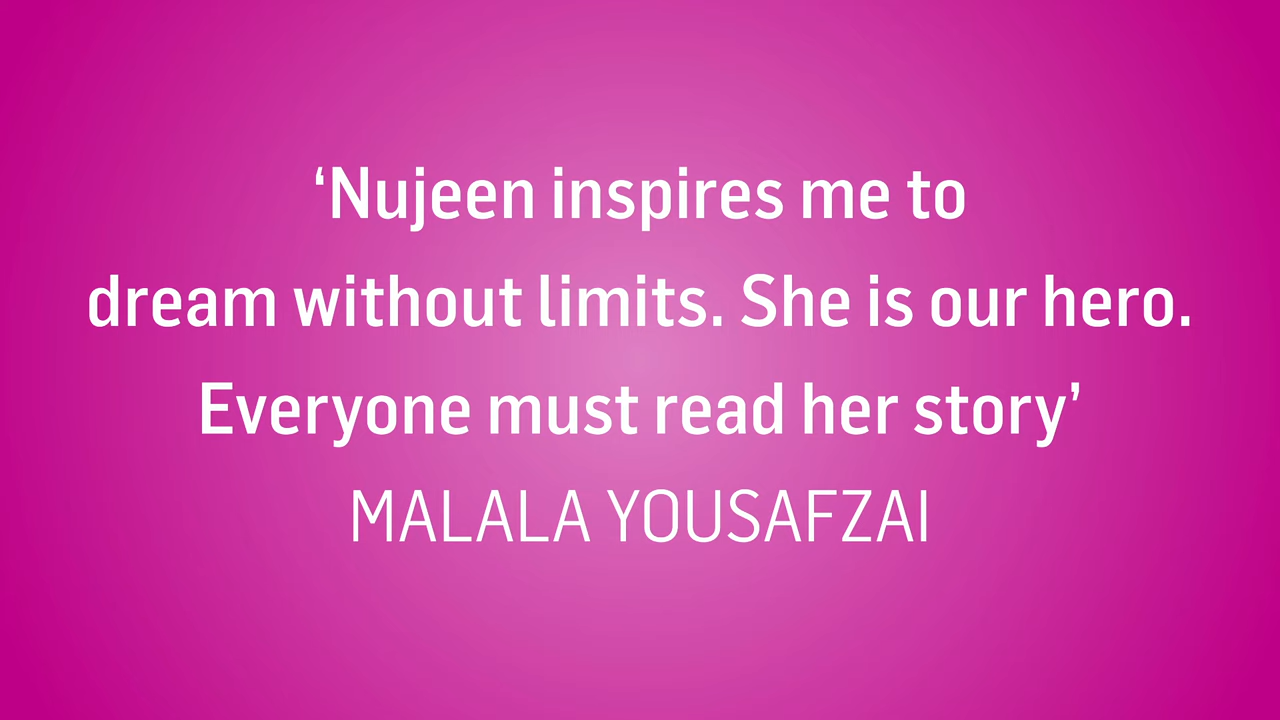 ‘Nujeen inspires me to
dream without limits. She is our hero.
Everyone must read her story’
MALALA YOUSAFZAI